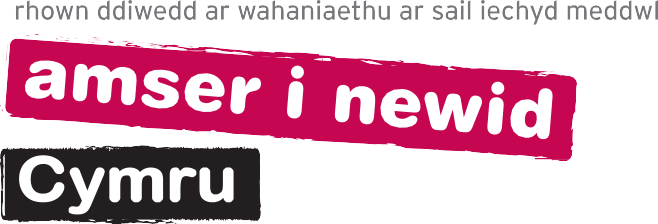 rhown ddiwedd ar wahaniaethu ar sail iechyd meddwl
amser i newid
Cymru